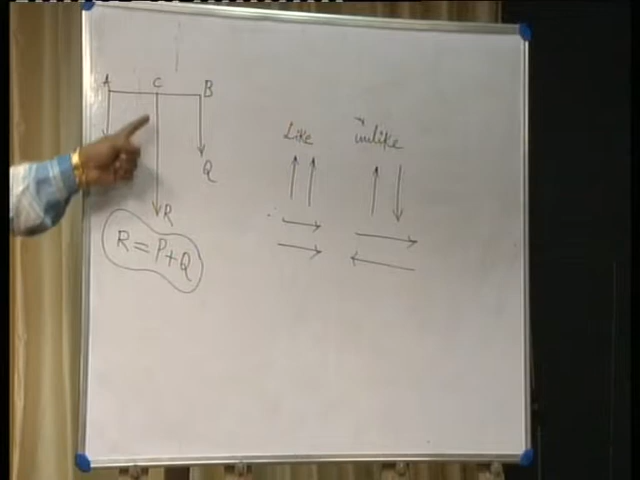 A C B
Q
R
R = P + Q
Like unlike